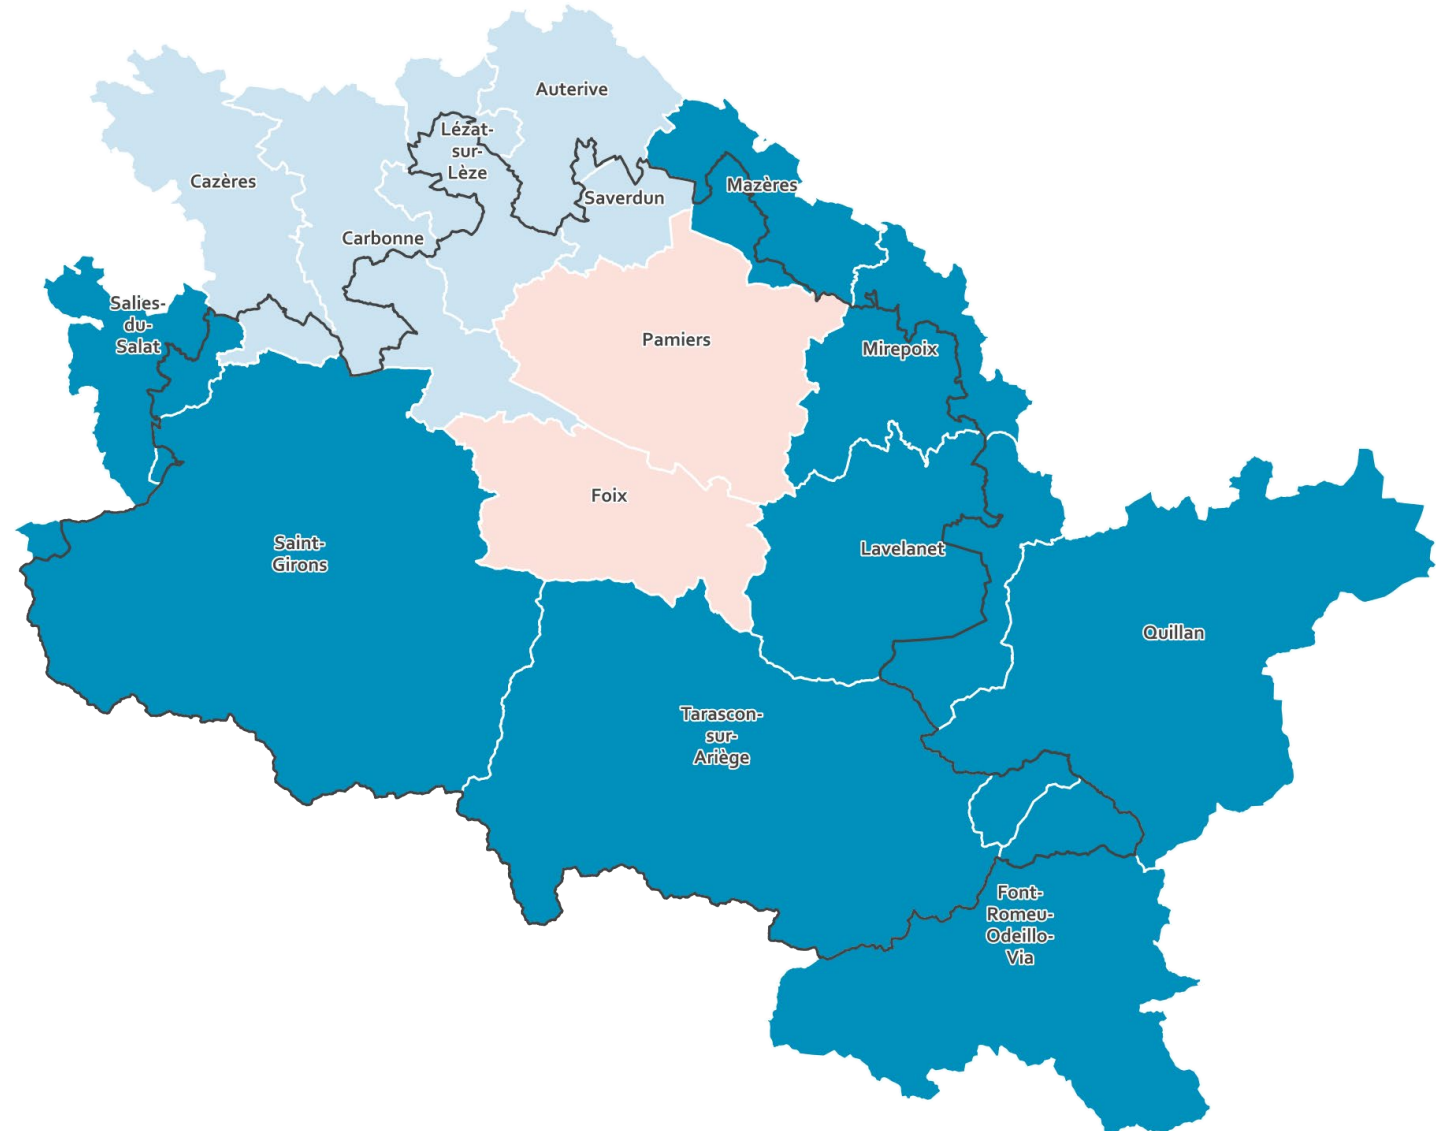 Auterive
Lézat-
sur-
Lèze
Cazères
Saverdun
Mazères
Carbonne
Salies-
du-
Salat
Pamiers
Mirepoix
Foix
Saint-
Girons
Lavelanet
Quillan
Tarascon-
sur-
Ariège
Font-
Romeu-
Odeillo-
Via